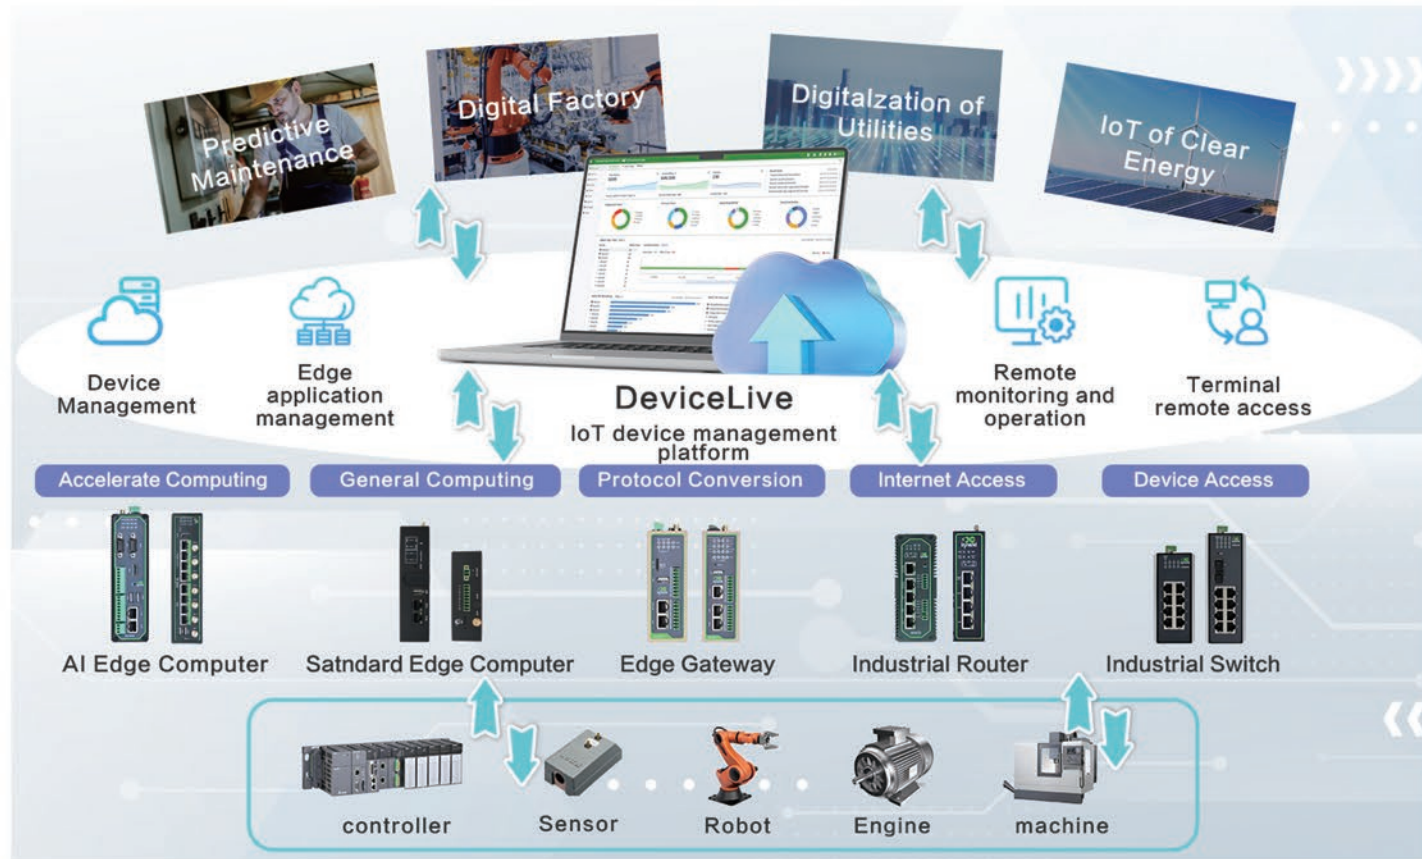 Predictive
Maintenance
Digital Factory
Digitalzation of
Utilities
IoT of Clear
Energy
Device
Management
Edge
application
management
DeviceLive
IoT device management
platform
Remote
monitoring and
operation
Terminal
remote access
Accelerate Computing
General Computing
Protocol Conversion
Internet Access
Device Access
AI Edge Computer
Satndard Edge Computer
Edge Gateway
Industrial Router
Industrial Switch
controller
Sensor
Robot
Engine
machine